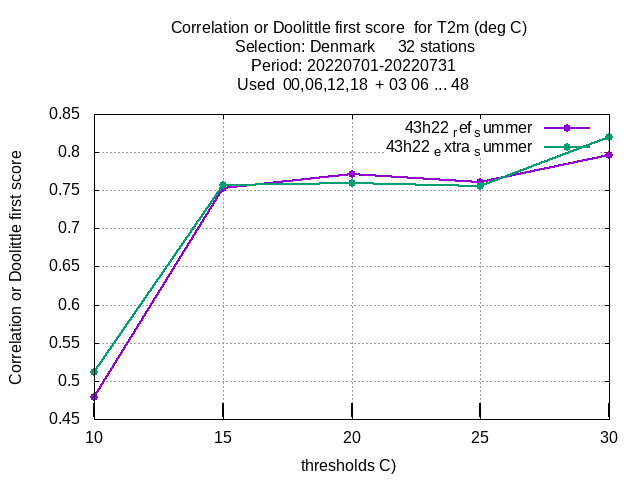 Correlation or Doolittle first score for T2m (deg C)
Selection: Denmark 32 stations
Period: 20220701-20220731
Used 00,06,12,18 + 03 06 ... 48
43h22 ref summer
43h22 extra summer
Correlation or Doolittle first score
0.85
0.8
0.75
0.7
0.65
0.6
0.55
0.5
0.45
10 15 20 25 30
thresholds C)